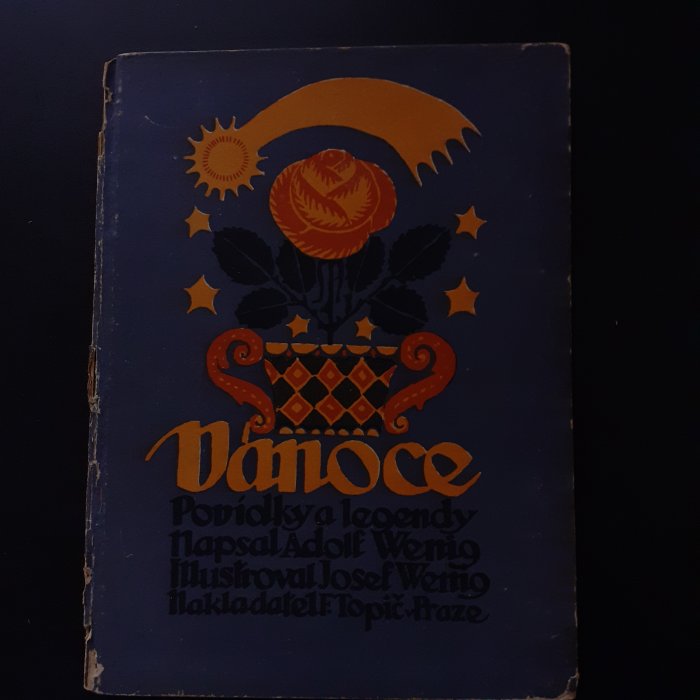 Vánoce
Povídky a legendy
Napsal Adolf Wenig
Illustroval Josef Wenig
Nakladatel F. Topič v Praze